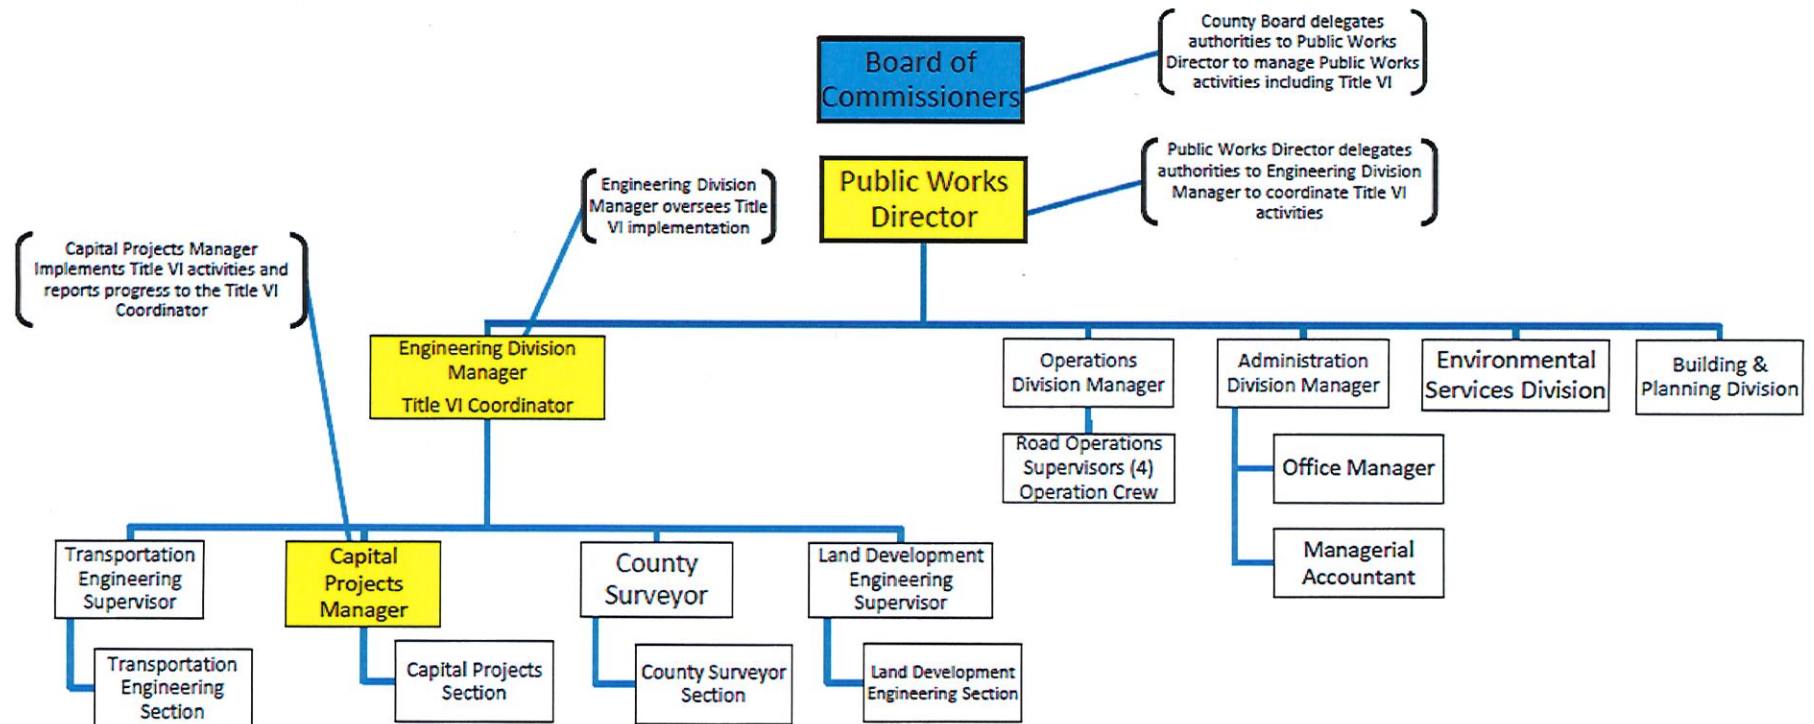 County Board delegates
authorities to Public Works
Director to manage Public Works
activities including Title VI
Board of
Commissioners
Public Works Director delegates
authorities to Engineering Division
Manager to coordinate Title VI
activities
Public Works
Director
Engineering Division
Manager oversees Title
VI implementation
Capital Projects Manager
Implements Title VI activities and
reports progress to the Title VI
Coordinator
Engineering Division
Manager
Title VI Coordinator
Operations
Division Manager
Administration
Division Manager
Environmental
Services Division
Building &
Planning Division
Road Operations
Supervisors (4)
Operation Crew
Office Manager
Managerial
Accountant
Transportation
Engineering
Supervisor
Capital
Projects
Manager
County
Surveyor
Land Development
Engineering
Supervisor
Transportation
Engineering
Section
Capital Projects
Section
County Surveyor
Section
Land Development
Engineering Section